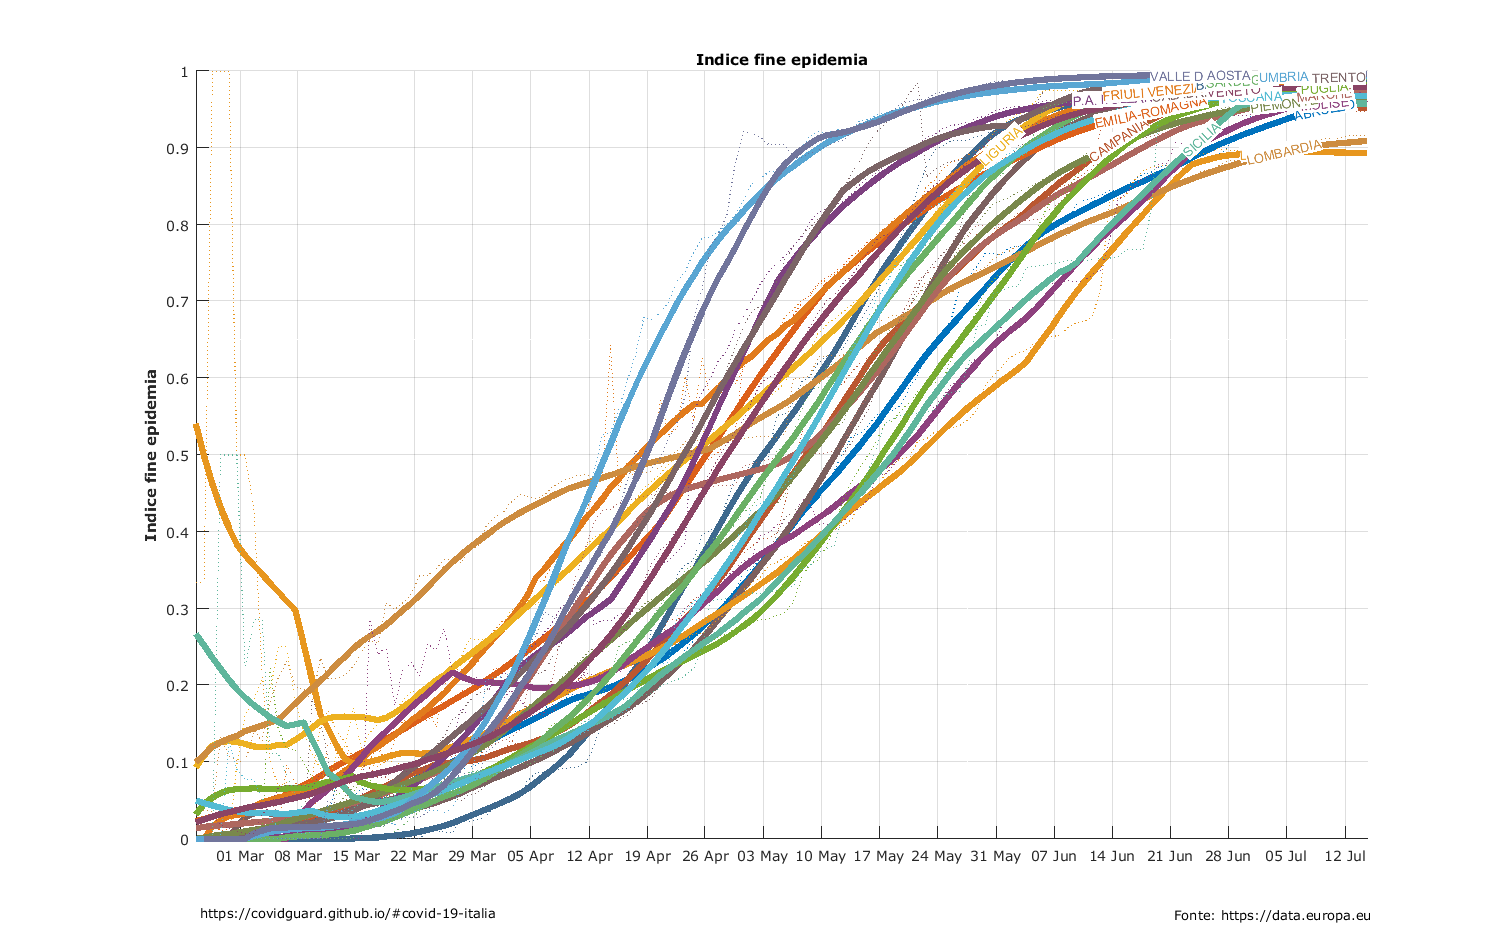 Indice fine epidemia
Indice fine epidemia
1
0.9
0.8
0.7
0.6
0.5
0.4
0.3
0.2
0.1
0
VALLE D AOSTA
UMBRIA
TRENTO
FRIULI VENEZI
VENETO
PUGLIA
P.A.
TOSCANA
MARCHE
EMILIA-ROMAGNA
PIEMON
LIGURIA
CAMPANIA
SICILIA
LOMBARDIA
01 Mar 08 Mar 15 Mar 22 Mar 29 Mar 05 Apr 12 Apr 19 Apr 26 Apr 03 May 10 May 17 May 24 May 31 May 07 Jun 14 Jun 21 Jun 28 Jun 05 Jul 12 Jul
https://covidguard.github.io/#covid-19-italia
Fonte: https://data.europa.eu